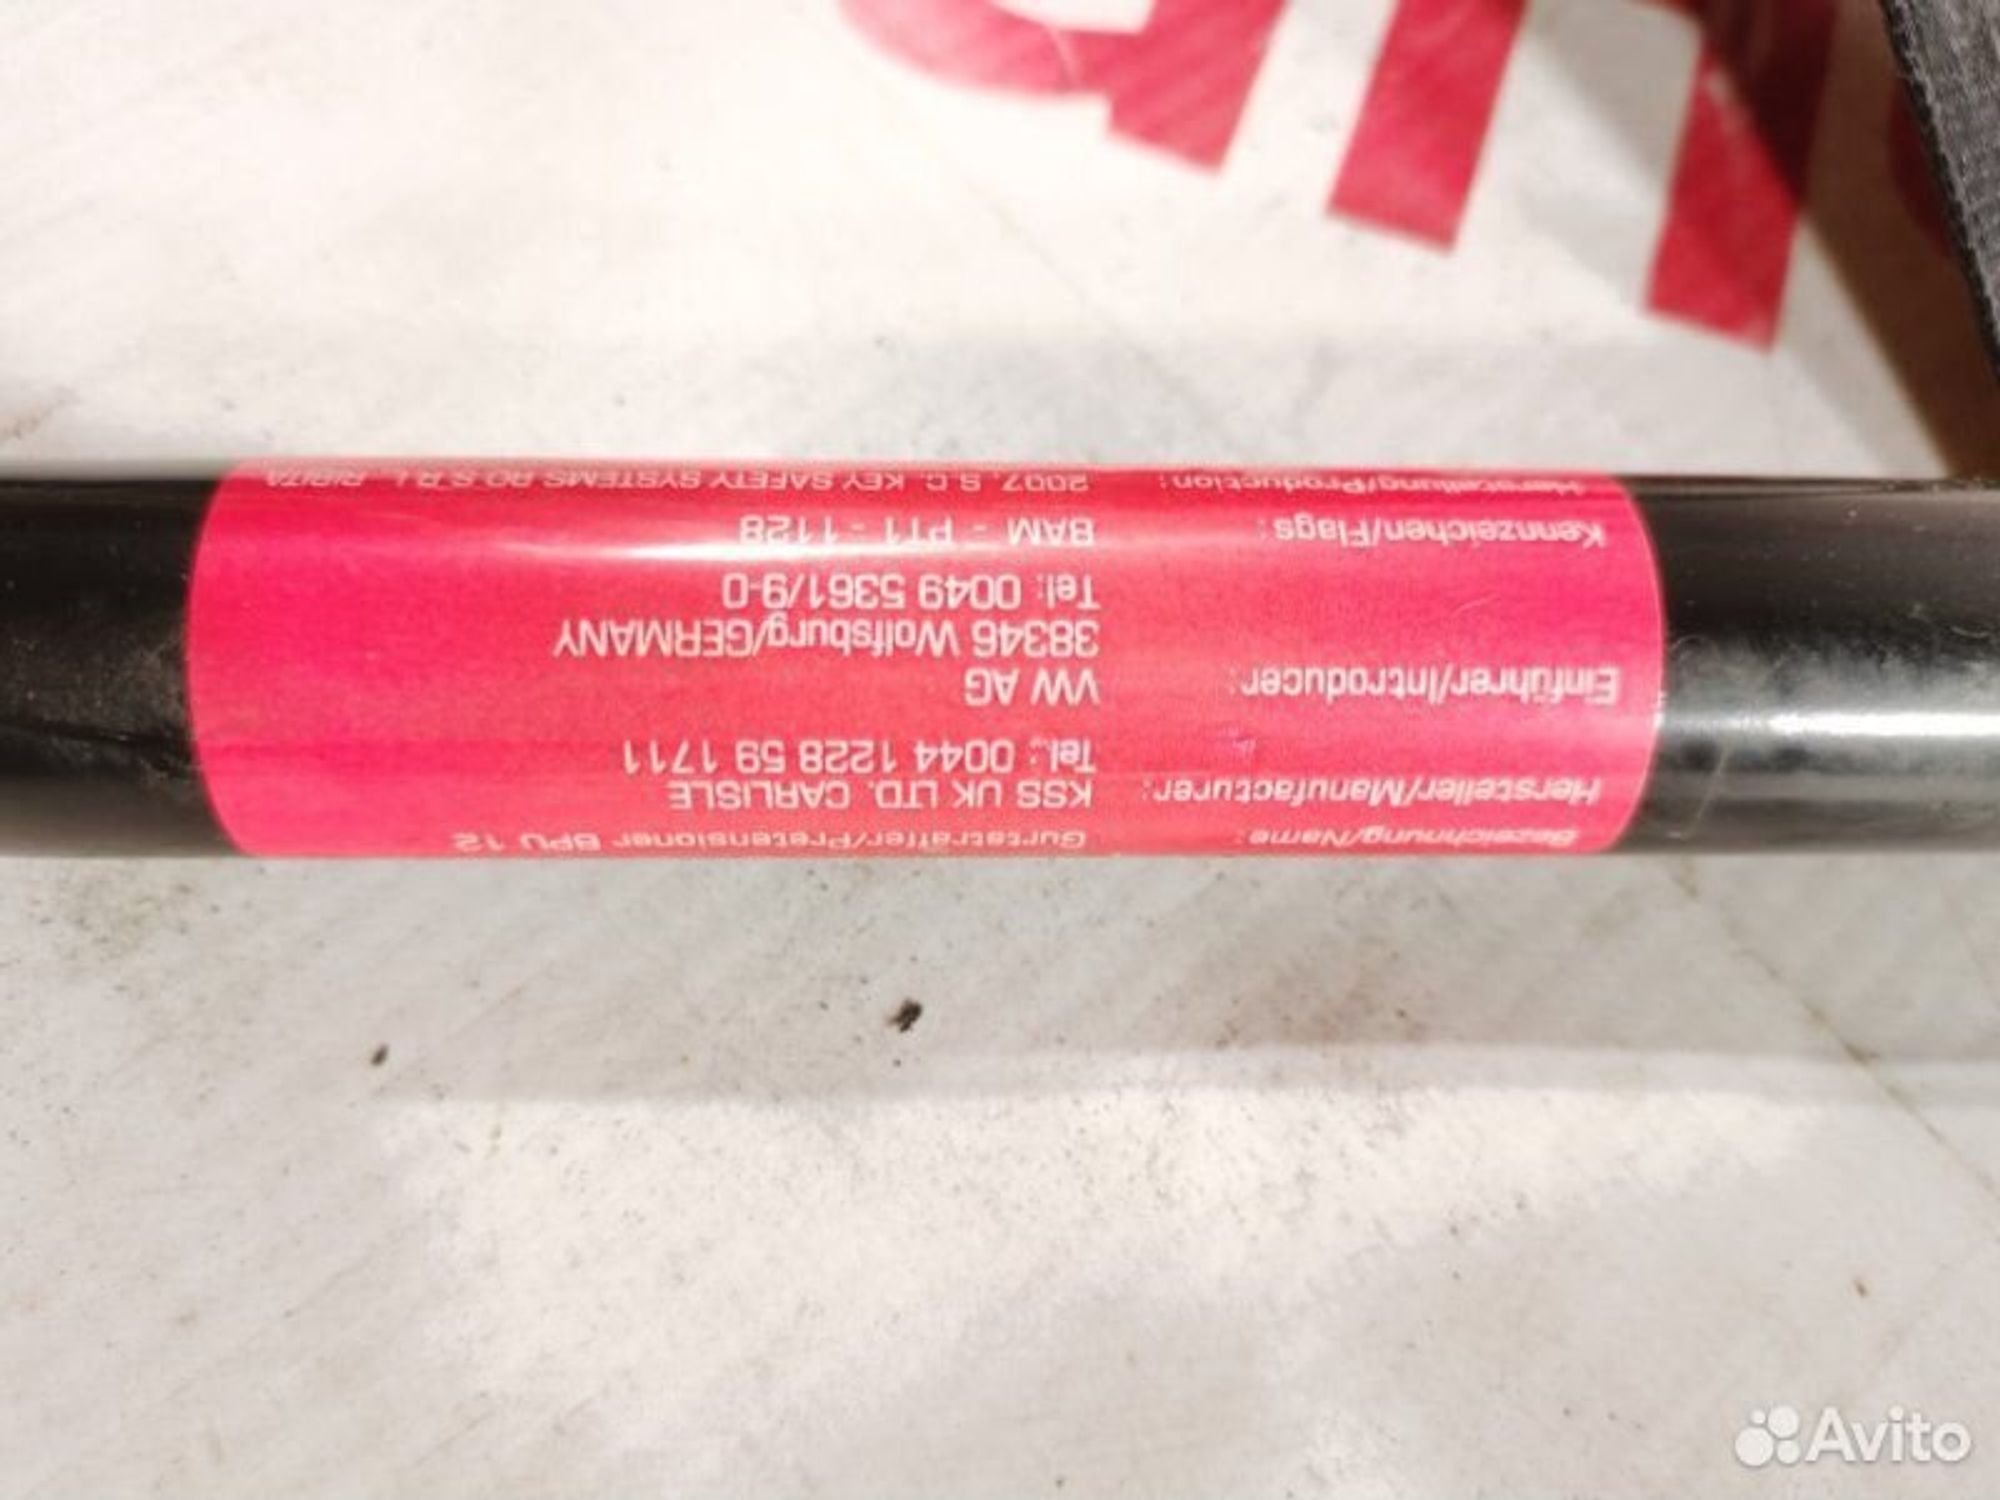 Bezeichnung/Name: Gurtstraffer/Pretensioner BPU 12
Hersteller/Manufacturer: KSS UK LTD. CARLISLE
Tel.: 0044 1228 59 1711
Einführer/Introducer: VW AG
38346 Wolfsburg/GERMANY
Tel: 0049 5361/9-0
Kennzeichen/Flags: BAM - PT1 - 1128
Herstellung/Production: 2007, S.C. KEY SAFETY SYSTEMS RO S.R.L.
Avito